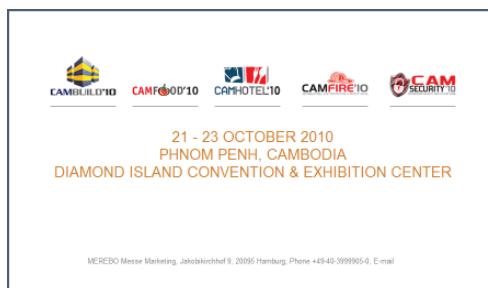 CAMBUILD'10 CAMFOOD'10 CAMHOTEL'10 CAMFIRE'10 CAM SECURITY'10
21 - 23 OCTOBER 2010
PHNOM PENH, CAMBODIA
DIAMOND ISLAND CONVENTION & EXHIBITION CENTER
MEREBO Messe Marketing, Jakobikirchhof 9, 20095 Hamburg, Phone +49-40-3999905-0, E-mail